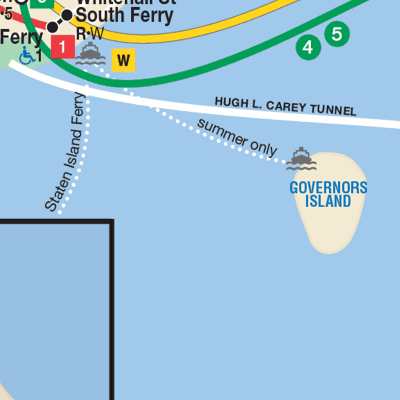 Whitehall St
South Ferry
R•W
5
Ferry
1
1
W
4
5
HUGH L. CAREY TUNNEL
Staten Island Ferry
summer only
GOVERNORS
ISLAND